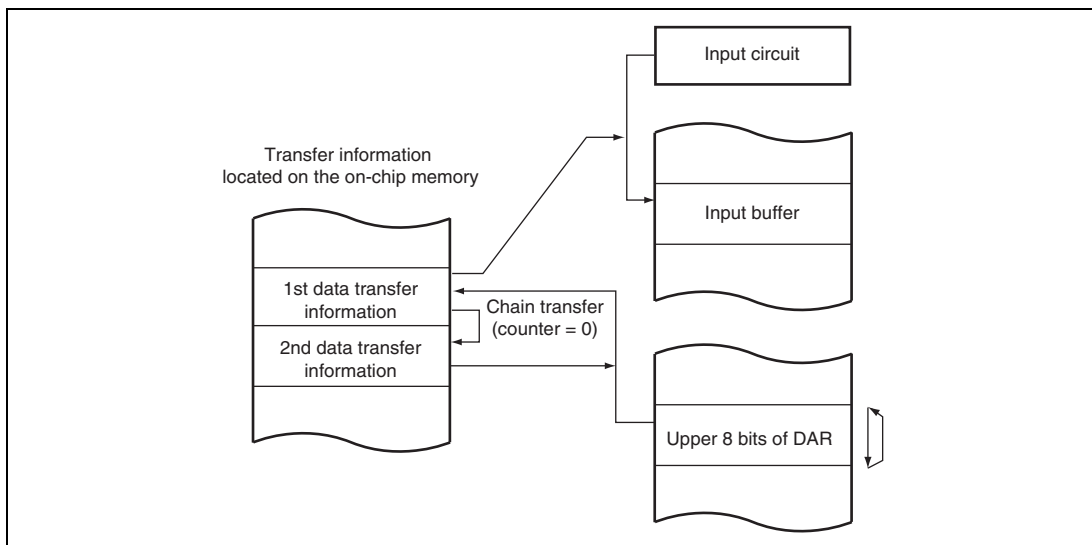 Input circuit
Transfer information
located on the on-chip memory
Input buffer
1st data transfer
information
Chain transfer
(counter = 0)
2nd data transfer
information
Upper 8 bits of DAR